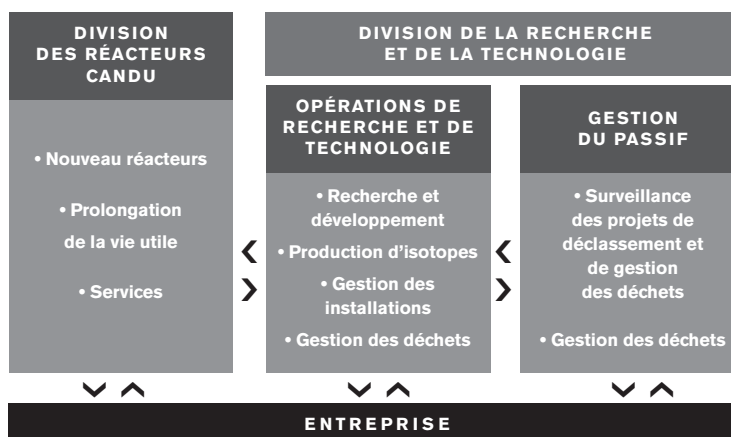 DIVISION
DES RÉACTEURS
CANDU
• Nouveau réacteurs
• Prolongation
de la vie utile
• Services
DIVISION DE LA RECHERCHE
ET DE LA TECHNOLOGIE
OPÉRATIONS DE
RECHERCHE ET DE
TECHNOLOGIE
• Recherche et
développement
• Production d'isotopes
• Gestion des
installations
• Gestion des déchets
GESTION
DU PASSIF
• Surveillance
des projets de
déclassement et
de gestion
des déchets
• Gestion des déchets
ENTREPRISE